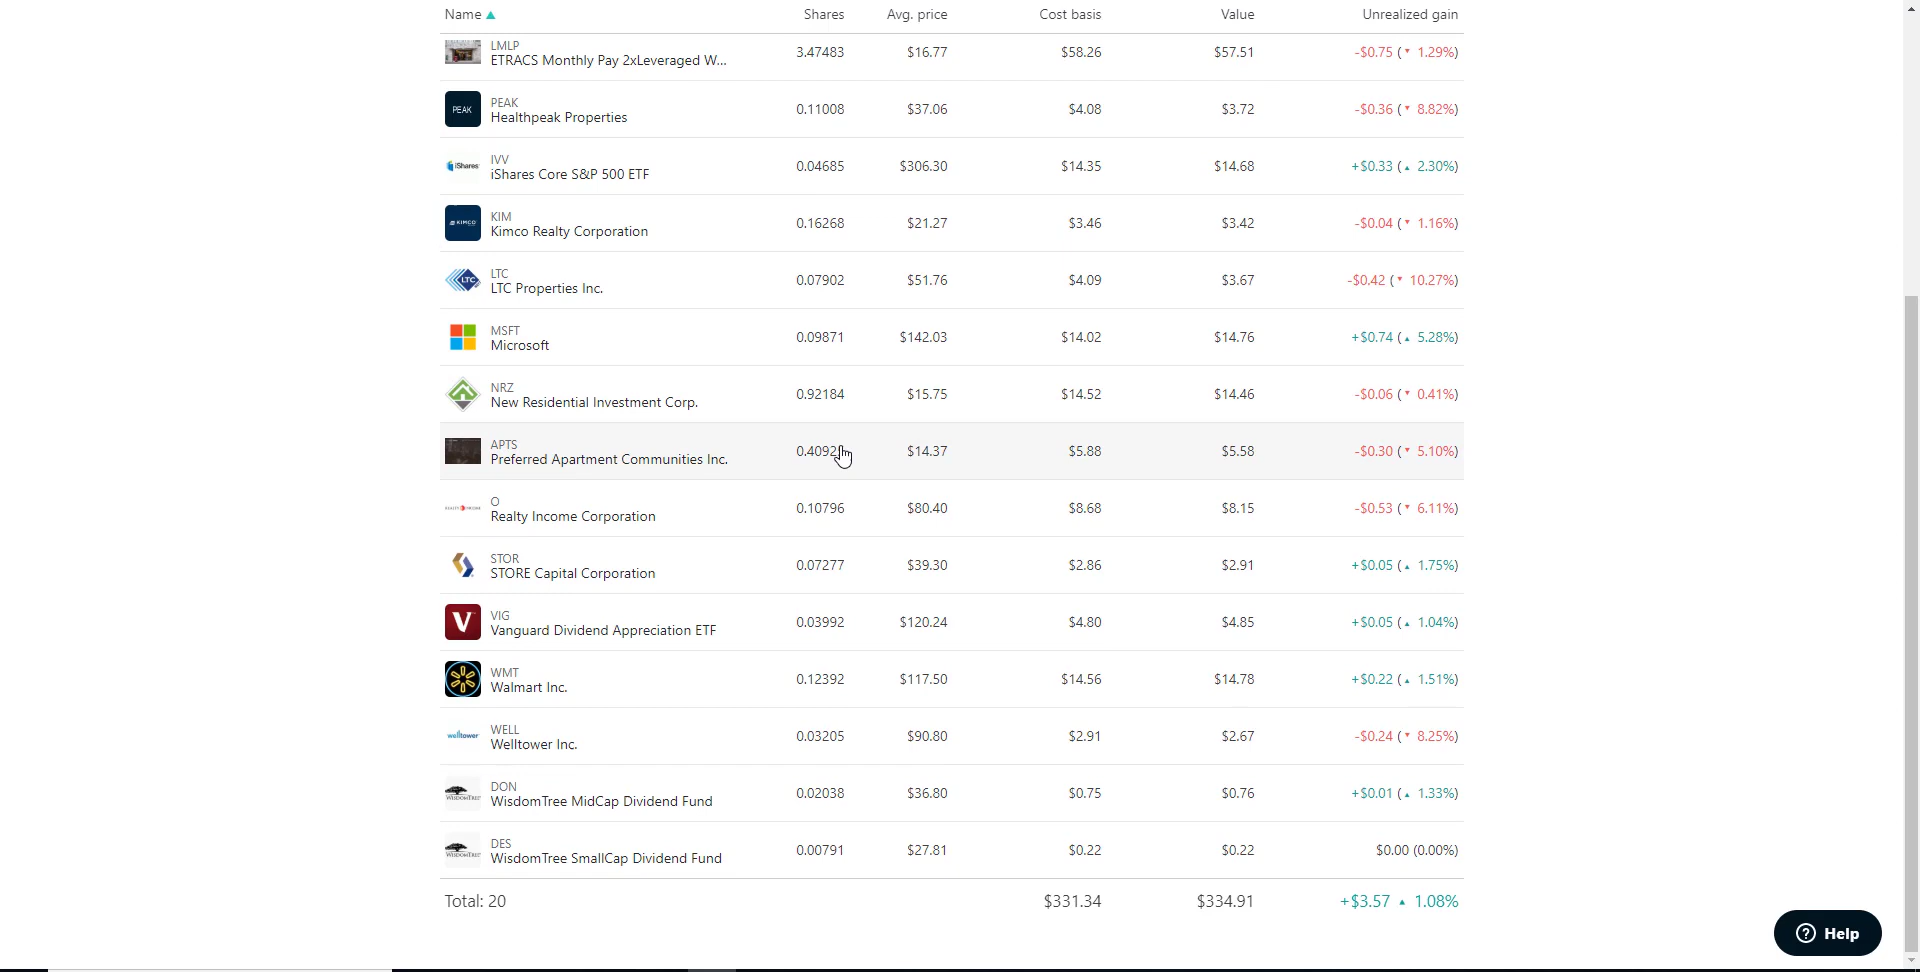 Name ▲ Shares Avg. price Cost basis Value Unrealized gain
LMLP
ETRACS Monthly Pay 2xLeveraged W... 3.47483 $16.77 $58.26 $57.51 -$0.75 (▼ 1.29%)
PEAK
PEAK
Healthpeak Properties 0.11008 $37.06 $4.08 $3.72 -$0.36 (▼ 8.82%)
iShares
IVV
iShares Core S&P 500 ETF 0.04685 $306.30 $14.35 $14.68 +$0.33 (▲ 2.30%)
KIMCO
KIM
Kimco Realty Corporation 0.16268 $21.27 $3.46 $3.42 -$0.04 (▼ 1.16%)
LTC
LTC
LTC Properties Inc. 0.07902 $51.76 $4.09 $3.67 -$0.42 (▼ 10.27%)
MSFT
Microsoft 0.09871 $142.03 $14.02 $14.76 +$0.74 (▲ 5.28%)
NRZ
New Residential Investment Corp. 0.92184 $15.75 $14.52 $14.46 -$0.06 (▼ 0.41%)
APTS
Preferred Apartment Communities Inc. $14.37 $5.88 $5.58 -$0.30 (▼ 5.10%)
O
Realty Income Corporation 0.10796 $80.40 $8.68 $8.15 -$0.53 (▼ 6.11%)
STOR
STORE Capital Corporation 0.07277 $39.30 $2.86 $2.91 +$0.05 (▲ 1.75%)
V
VIG
Vanguard Dividend Appreciation ETF 0.03992 $120.24 $4.80 $4.85 +$0.05 (▲ 1.04%)
WMT
Walmart Inc. 0.12392 $117.50 $14.56 $14.78 +$0.22 (▲ 1.51%)
welltower
WELL
Welltower Inc. 0.03205 $90.80 $2.91 $2.67 -$0.24 (▼ 8.25%)
WISDOMTREE
DON
WisdomTree MidCap Dividend Fund 0.02038 $36.80 $0.75 $0.76 +$0.01 (▲ 1.33%)
WISDOMTREE
DES
WisdomTree SmallCap Dividend Fund 0.00791 $27.81 $0.22 $0.22 $0.00 (0.00%)
Total: 20 $331.34 $334.91 +$3.57 ▲ 1.08%
? Help